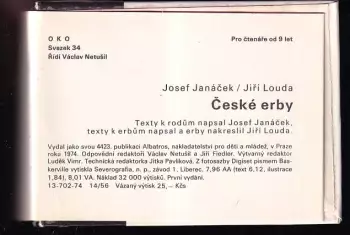 O K O
Svazek 34
Řídí Václav Netušil
Pro čtenáře od 9 let
Josef Janáček / Jiří Louda
České erby
Texty k rodům napsal Josef Janáček,
texty k erbům napsal a erby nakreslil Jiří Louda.
Vydal jako svou 4423. publikaci Albatros, nakladatelství pro děti a mládež, v Praze
roku 1974. Odpovědní redaktoři Václav Netušil a Jiří Fiedler. Výtvarný redaktor
Luděk Vimr. Technická redaktorka Jitka Pavlíková. Z fotosazby Digiset písmem Bas-
kerville vytiskla Severografia, n. p., závod 1, Liberec. 7,96 AA (text 6,12, ilustrace
1,84), 8,01 VA. Náklad 32 000 výtisků. První vydání.
13-702-74 14/56 Vázaný výtisk 25,– Kčs